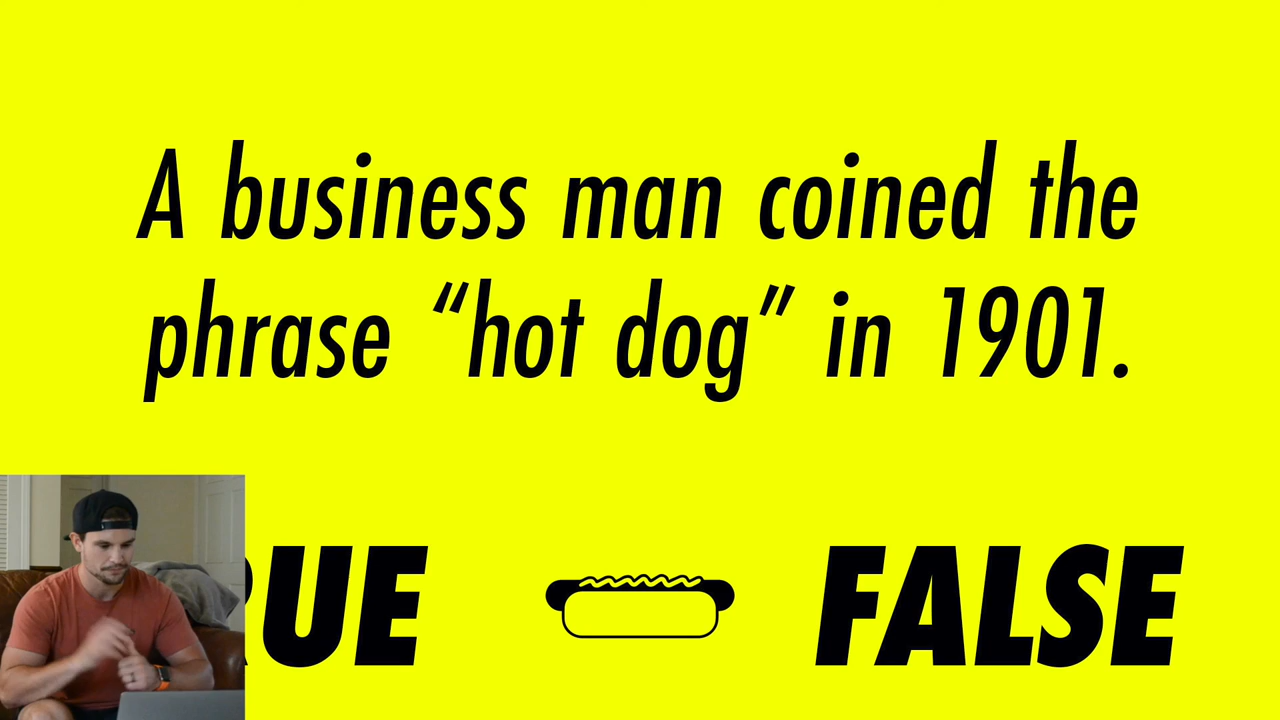 A business man coined the
phrase “hot dog” in 1901.
RUE FALSE